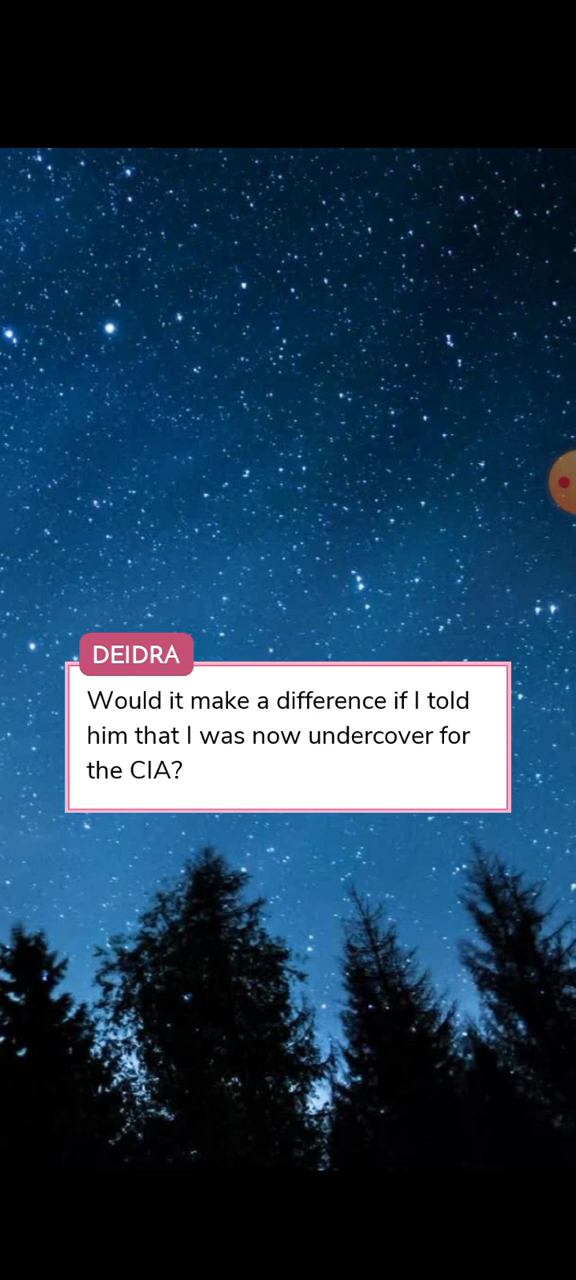 DEIDRA
Would it make a difference if I told
him that I was now undercover for
the CIA?